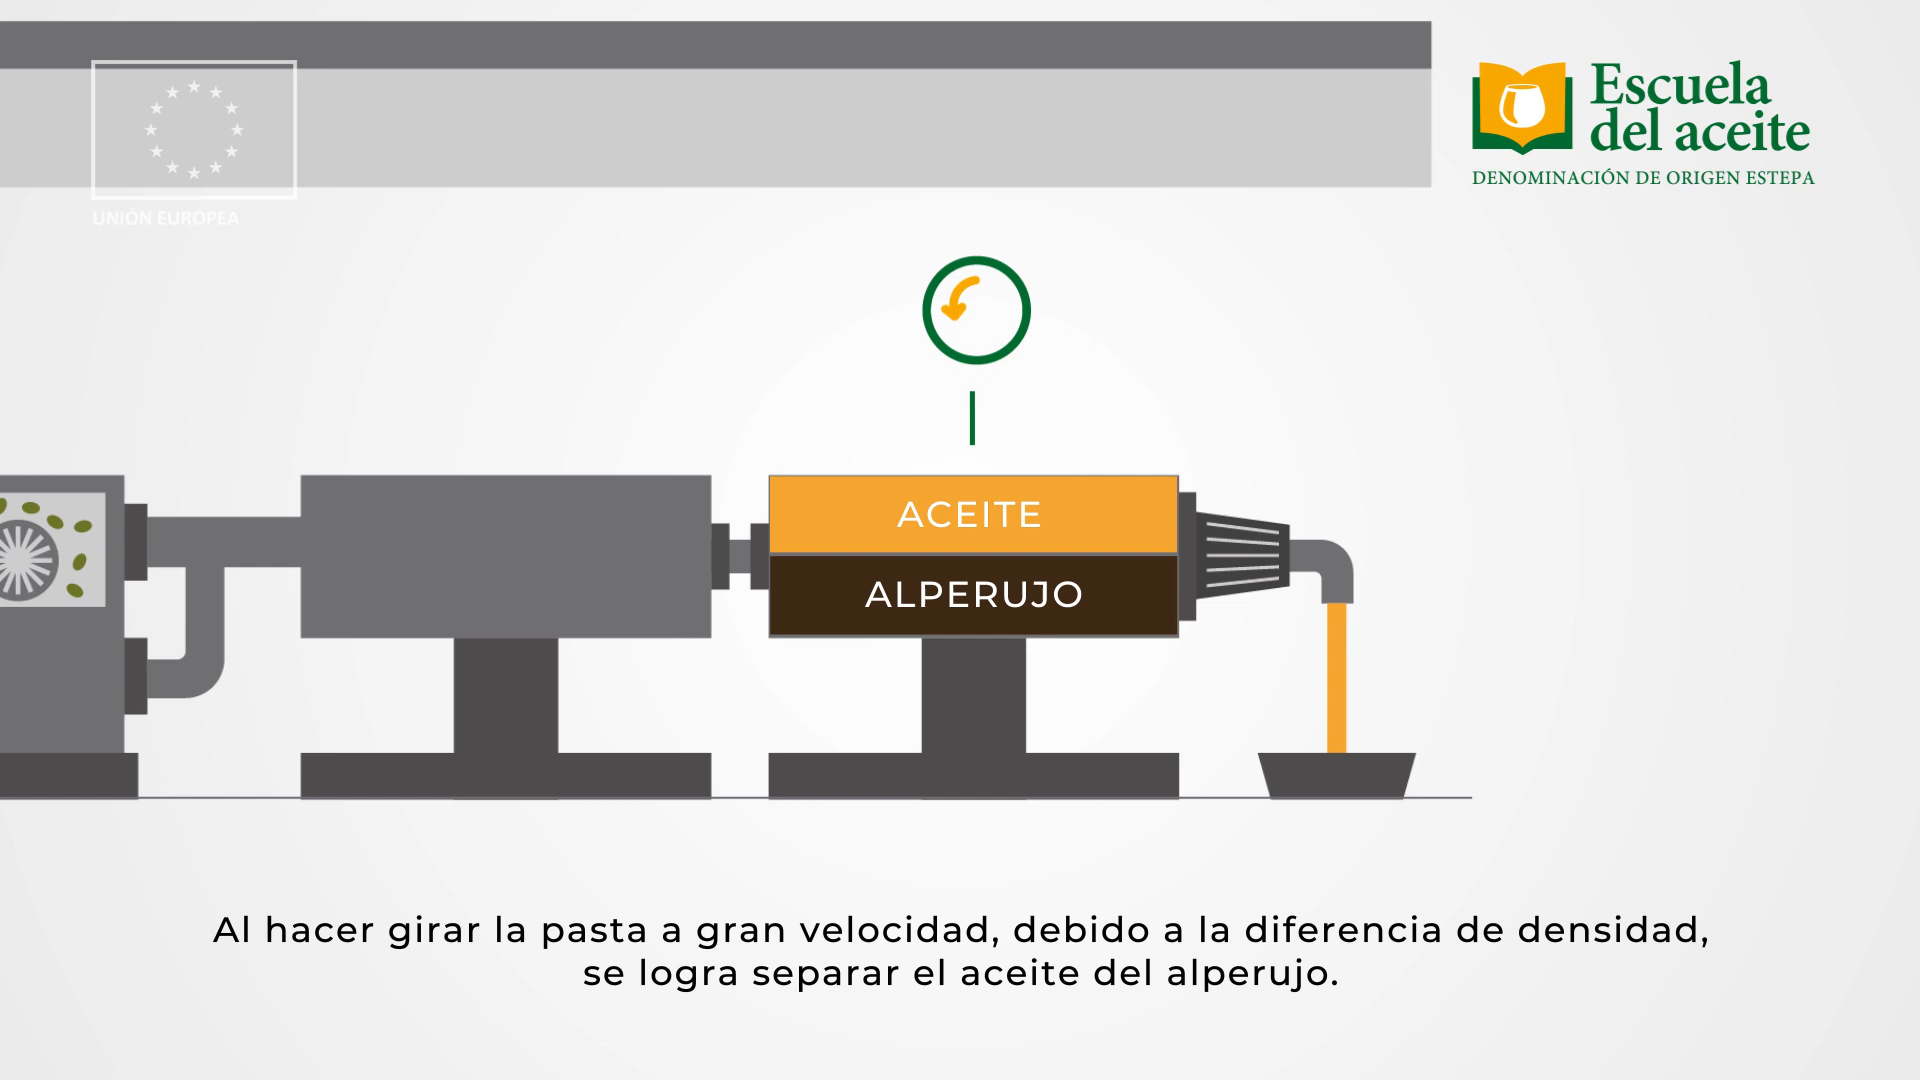 UNIÓN EUROPEA
Escuela
del aceite
DENOMINACIÓN DE ORIGEN ESTEPA
ACEITE
ALPERUJO
Al hacer girar la pasta a gran velocidad, debido a la diferencia de densidad,
se logra separar el aceite del alperujo.